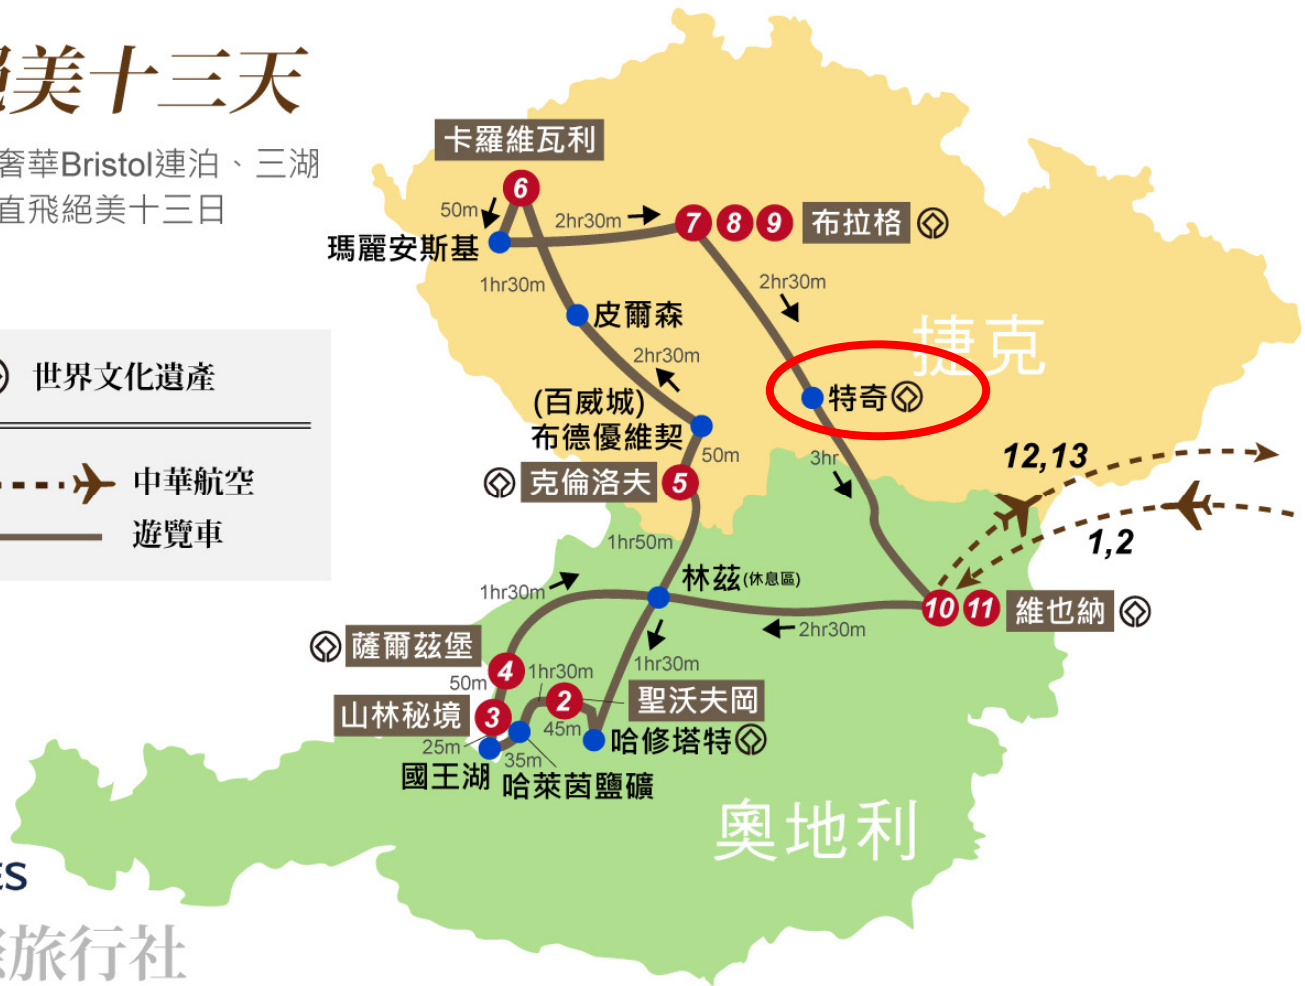 絕美十三天
奢華Bristol連泊、三湖
直飛絕美十三日
世界文化遺產
中華航空
遊覽車
卡羅維瓦利
6
50m
2hr30m
7 8 9 布拉格
瑪麗安斯基
1hr30m
2hr30m
皮爾森
捷克
2hr30m
特奇
(百威城)
布德優維契
50m
3hr
12,13
克倫洛夫 5
1,2
1hr50m
林茲(休息區)
1hr30m
10 11 維也納
2hr30m
薩爾茲堡
4
1hr30m
1hr30m
50m
2 聖沃夫岡
山林秘境 3
45m
哈修塔特
25m
35m
國王湖
哈萊茵鹽礦
奧地利
ES
旅行社